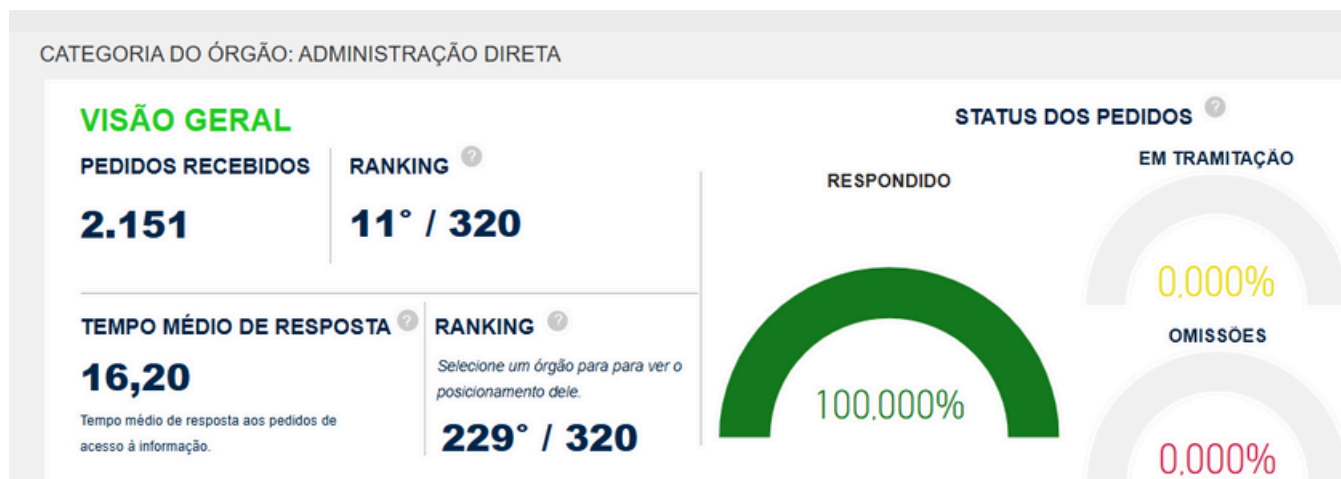 CATEGORIA DO ÓRGÃO: ADMINISTRAÇÃO DIRETA
VISÃO GERAL
PEDIDOS RECEBIDOS
2.151
RANKING ?
11° / 320
TEMPO MÉDIO DE RESPOSTA ?
16,20
Tempo médio de resposta aos pedidos de
acesso à informação.
RANKING ?
Selecione um órgão para para ver o
posicionamento dele.
229° / 320
STATUS DOS PEDIDOS ?
RESPONDIDO
100,000%
EM TRAMITAÇÃO
0,000%
OMISSÕES
0,000%